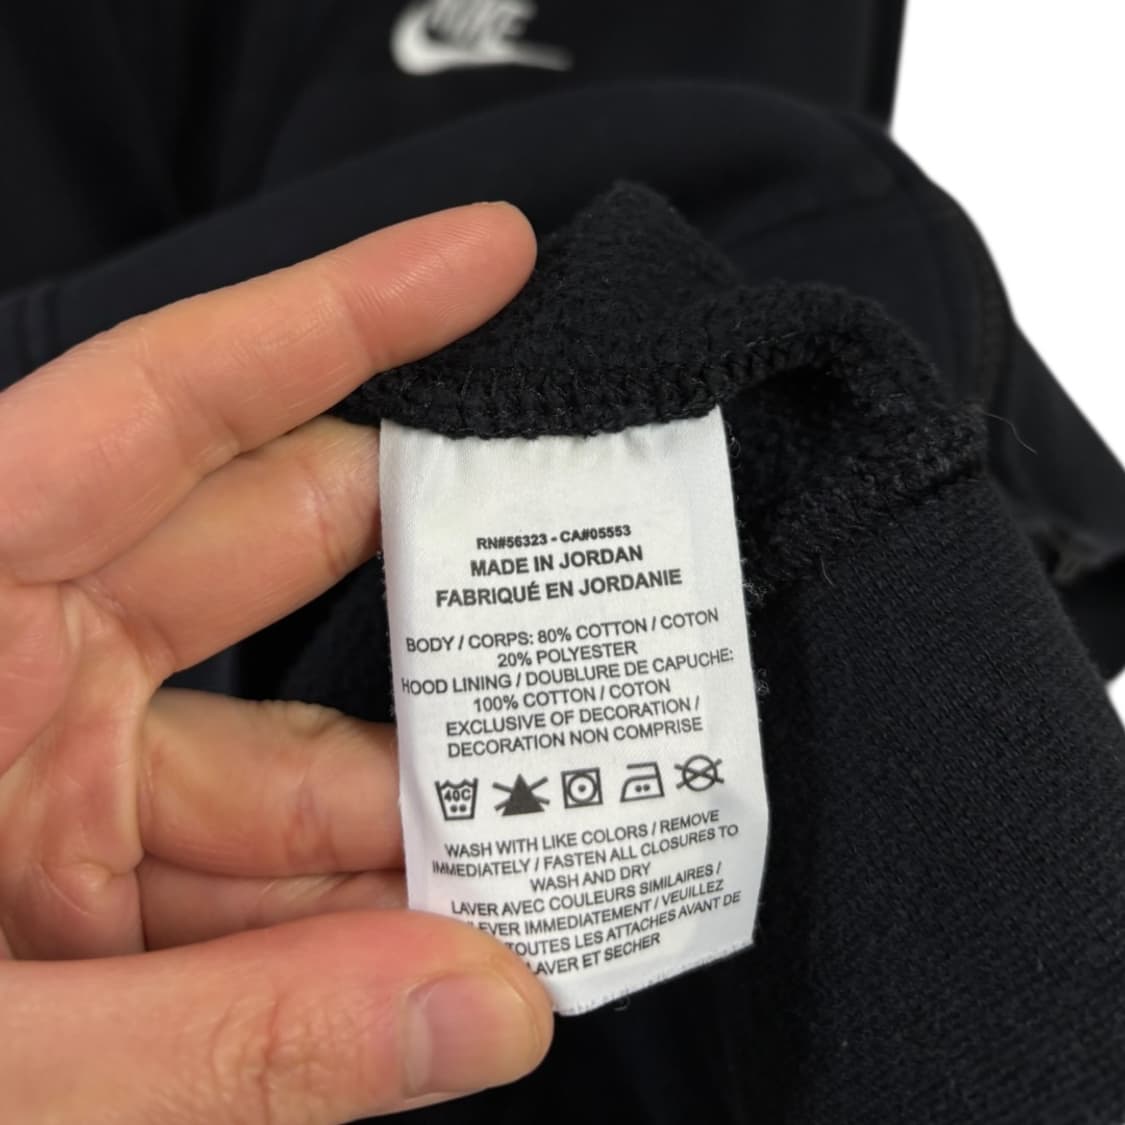 NIKE
RN#56323 - CA#05553
MADE IN JORDAN
FABRIQUÉ EN JORDANIE
BODY / CORPS: 80% COTTON / COTON
20% POLYESTER
HOOD LINING / DOUBLURE DE CAPUCHE:
100% COTTON / COTON
EXCLUSIVE OF DECORATION /
DECORATION NON COMPRISE
40C
WASH WITH LIKE COLORS / REMOVE
IMMEDIATELY / FASTEN ALL CLOSURES TO
WASH AND DRY
LAVER AVEC COULEURS SIMILAIRES /
IMMEDIATEMENT / VEUILLEZ
TOUTES LES ATTACHES AVANT DE
LAVER ET SECHER